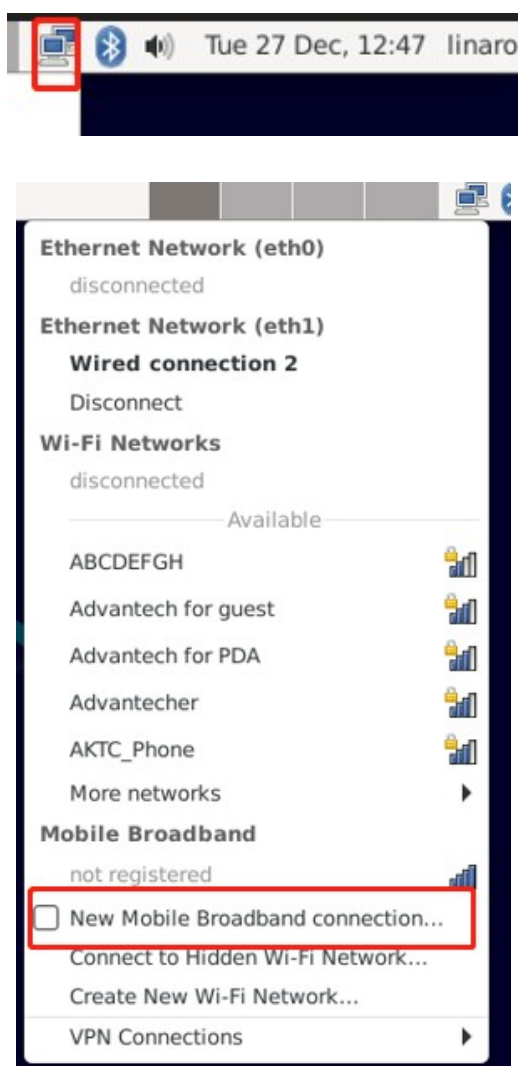 Tue 27 Dec, 12:47 linaro
Ethernet Network (eth0)
disconnected
Ethernet Network (eth1)
Wired connection 2
Disconnect
Wi-Fi Networks
disconnected
Available
ABCDEFGH
Advantech for guest
Advantech for PDA
Advantecher
AKTC_Phone
More networks
Mobile Broadband
not registered
New Mobile Broadband connection...
Connect to Hidden Wi-Fi Network...
Create New Wi-Fi Network...
VPN Connections